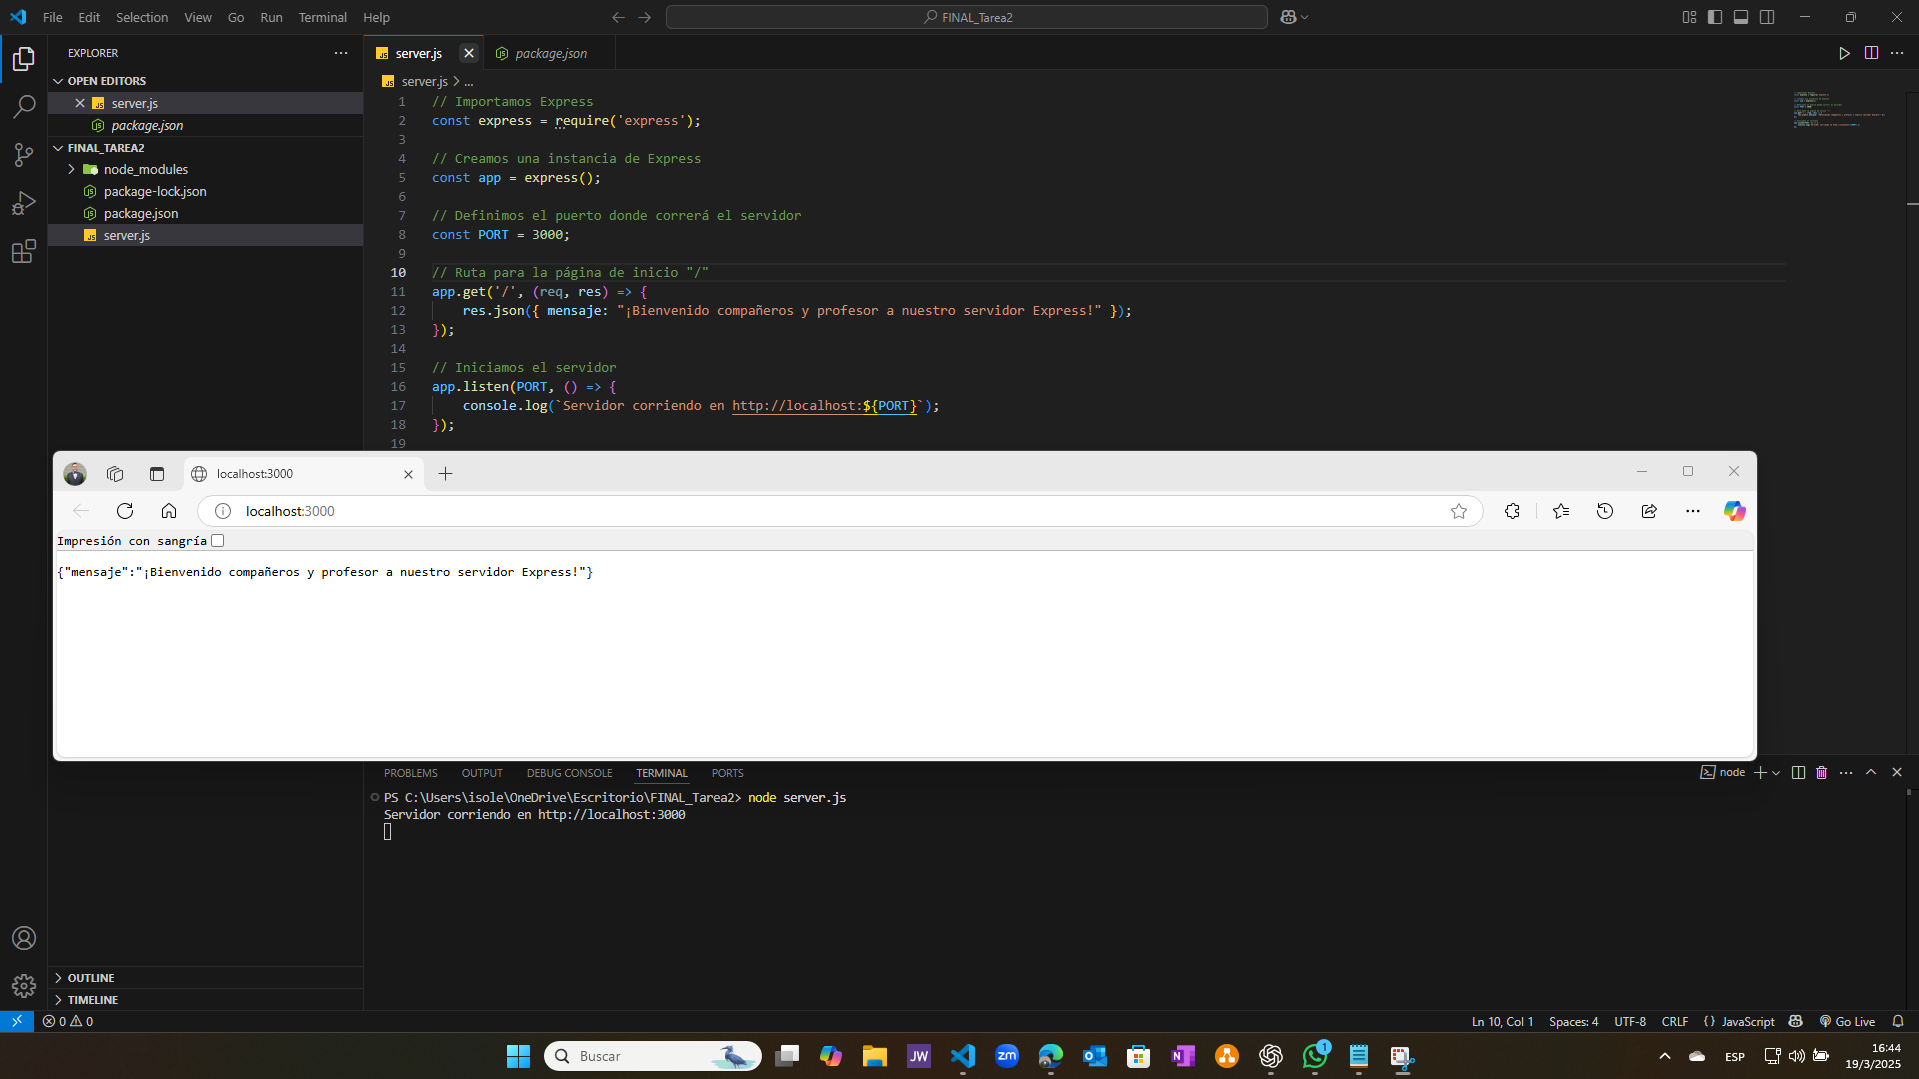 File Edit Selection View Go Run Terminal Help
FINAL_Tarea2
EXPLORER
OPEN EDITORS
server.js
package.json
FINAL_TAREA2
node_modules
package-lock.json
package.json
server.js
OUTLINE
TIMELINE
server.js
package.json
server.js > ...
1 // Importamos Express
2 const express = require('express');
3
4 // Creamos una instancia de Express
5 const app = express();
6
7 // Definimos el puerto donde correrá el servidor
8 const PORT = 3000;
9
10 // Ruta para la página de inicio "/"
11 app.get('/', (req, res) => {
12 res.json({ mensaje: "¡Bienvenido compañeros y profesor a nuestro servidor Express!" });
13 });
14
15 // Iniciamos el servidor
16 app.listen(PORT, () => {
17 console.log(`Servidor corriendo en http://localhost:${PORT}`);
18 });
19
localhost:3000
localhost:3000
Impresión con sangría
{"mensaje":"¡Bienvenido compañeros y profesor a nuestro servidor Express!"}
PROBLEMS OUTPUT DEBUG CONSOLE TERMINAL PORTS
node
PS C:\Users\isole\OneDrive\Escritorio\FINAL_Tarea2> node server.js
Servidor corriendo en http://localhost:3000
0 0
Ln 10, Col 1 Spaces: 4 UTF-8 CRLF {} JavaScript Go Live
Buscar
JW
zm
1
ESP
16:44
19/3/2025